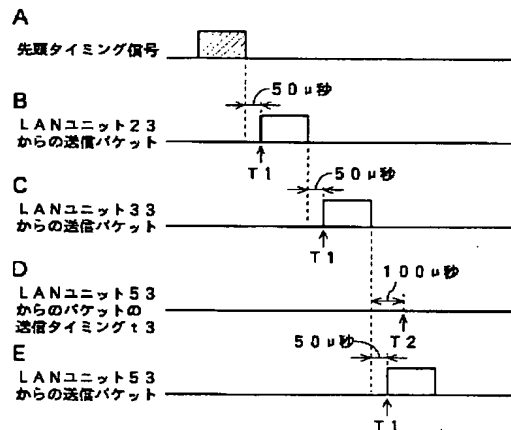 A
先頭タイミング信号
50μ秒
B
LANユニット23
からの送信パケット
T1
50μ秒
C
LANユニット33
からの送信パケット
T1
100μ秒
D
LANユニット53
からのパケットの
送信タイミングt3
T2
50μ秒
E
LANユニット53
からの送信パケット
T1